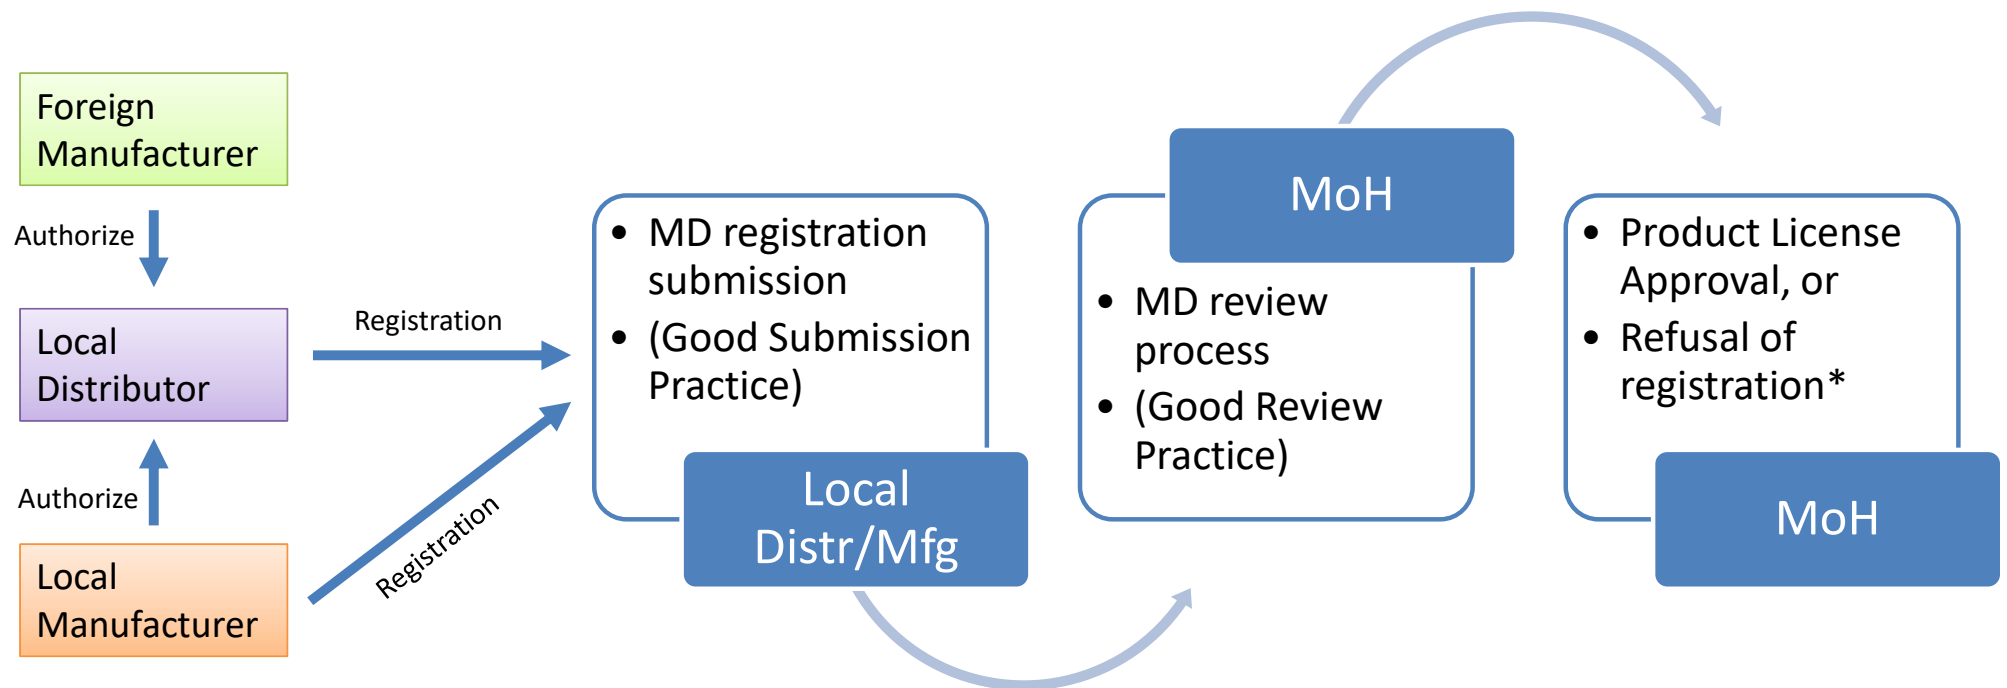 Foreign
Manufacturer
Authorize
Local
Distributor
Authorize
Local
Manufacturer
Registration
Registration
• MD registration
submission
• (Good Submission
Practice)
Local
Distr/Mfg
MoH
• MD review
process
• (Good Review
Practice)
• Product License
Approval, or
• Refusal of
registration*
MoH